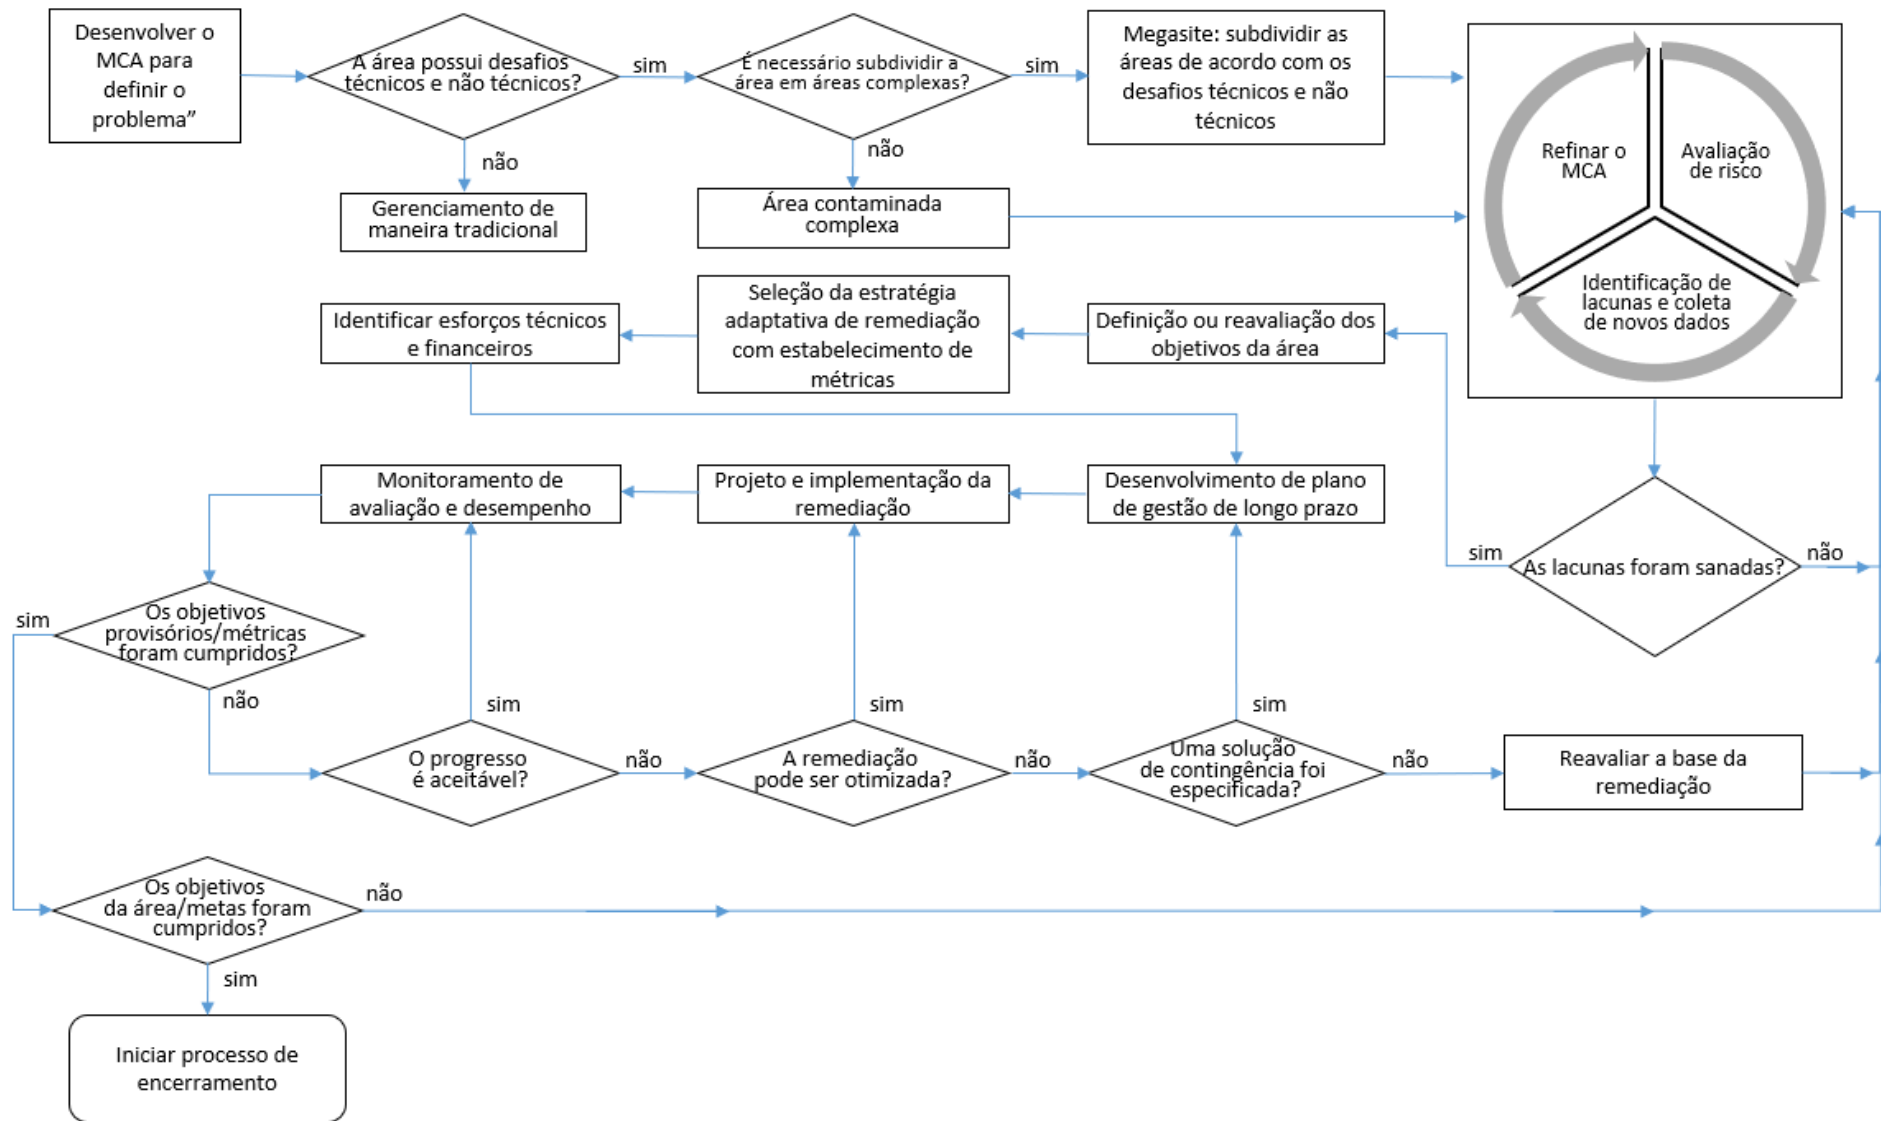 Desenvolver o
MCA para
definir o
problema”
A área possui desafios
técnicos e não técnicos?
sim
É necessário subdividir a
área em áreas complexas?
sim
Megasite: subdividir as
áreas de acordo com os
desafios técnicos e não
técnicos
Refinar o
MCA
Avaliação
de risco
Identificação de
lacunas e coleta
de novos dados
não
não
Gerenciamento de
maneira tradicional
Área contaminada
complexa
Identificar esforços técnicos
e financeiros
Seleção da estratégia
adaptativa de remediação
com estabelecimento de
métricas
Definição ou reavaliação dos
objetivos da área
Monitoramento de
avaliação e desempenho
Projeto e implementação da
remediação
Desenvolvimento de plano
de gestão de longo prazo
sim
As lacunas foram sanadas?
não
sim
Os objetivos
provisórios/métricas
foram cumpridos?
não
sim
sim
sim
O progresso
é aceitável?
não
A remediação
pode ser otimizada?
não
Uma solução
de contingência foi
especificada?
não
Reavaliar a base da
remediação
Os objetivos
da área/metas foram
cumpridos?
não
sim
Iniciar processo de
encerramento